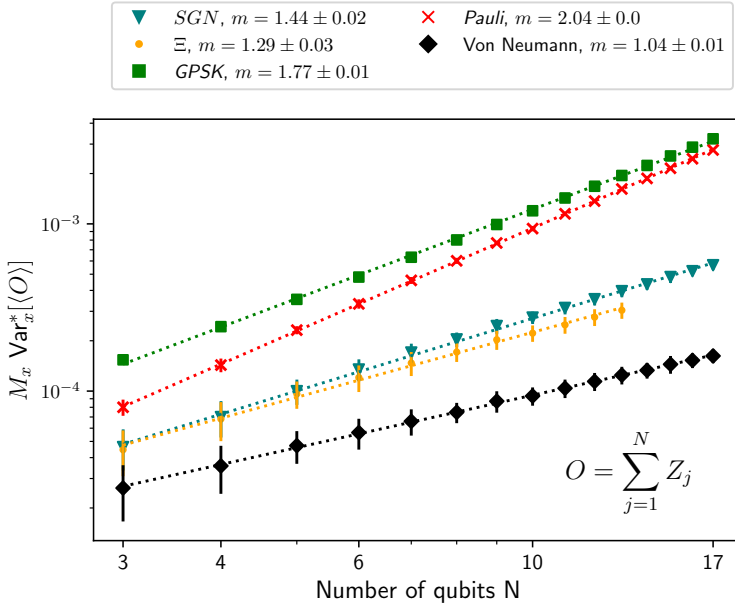 SGN, m = 1.44 ± 0.02
Ξ, m = 1.29 ± 0.03
GPSK, m = 1.77 ± 0.01
Pauli, m = 2.04 ± 0.0
Von Neumann, m = 1.04 ± 0.01
10⁻³
10⁻⁴
M_x Var*_x[⟨O⟩]
O = ∑_{j=1}^{N} Z_j
3 4 6 10 17
Number of qubits N